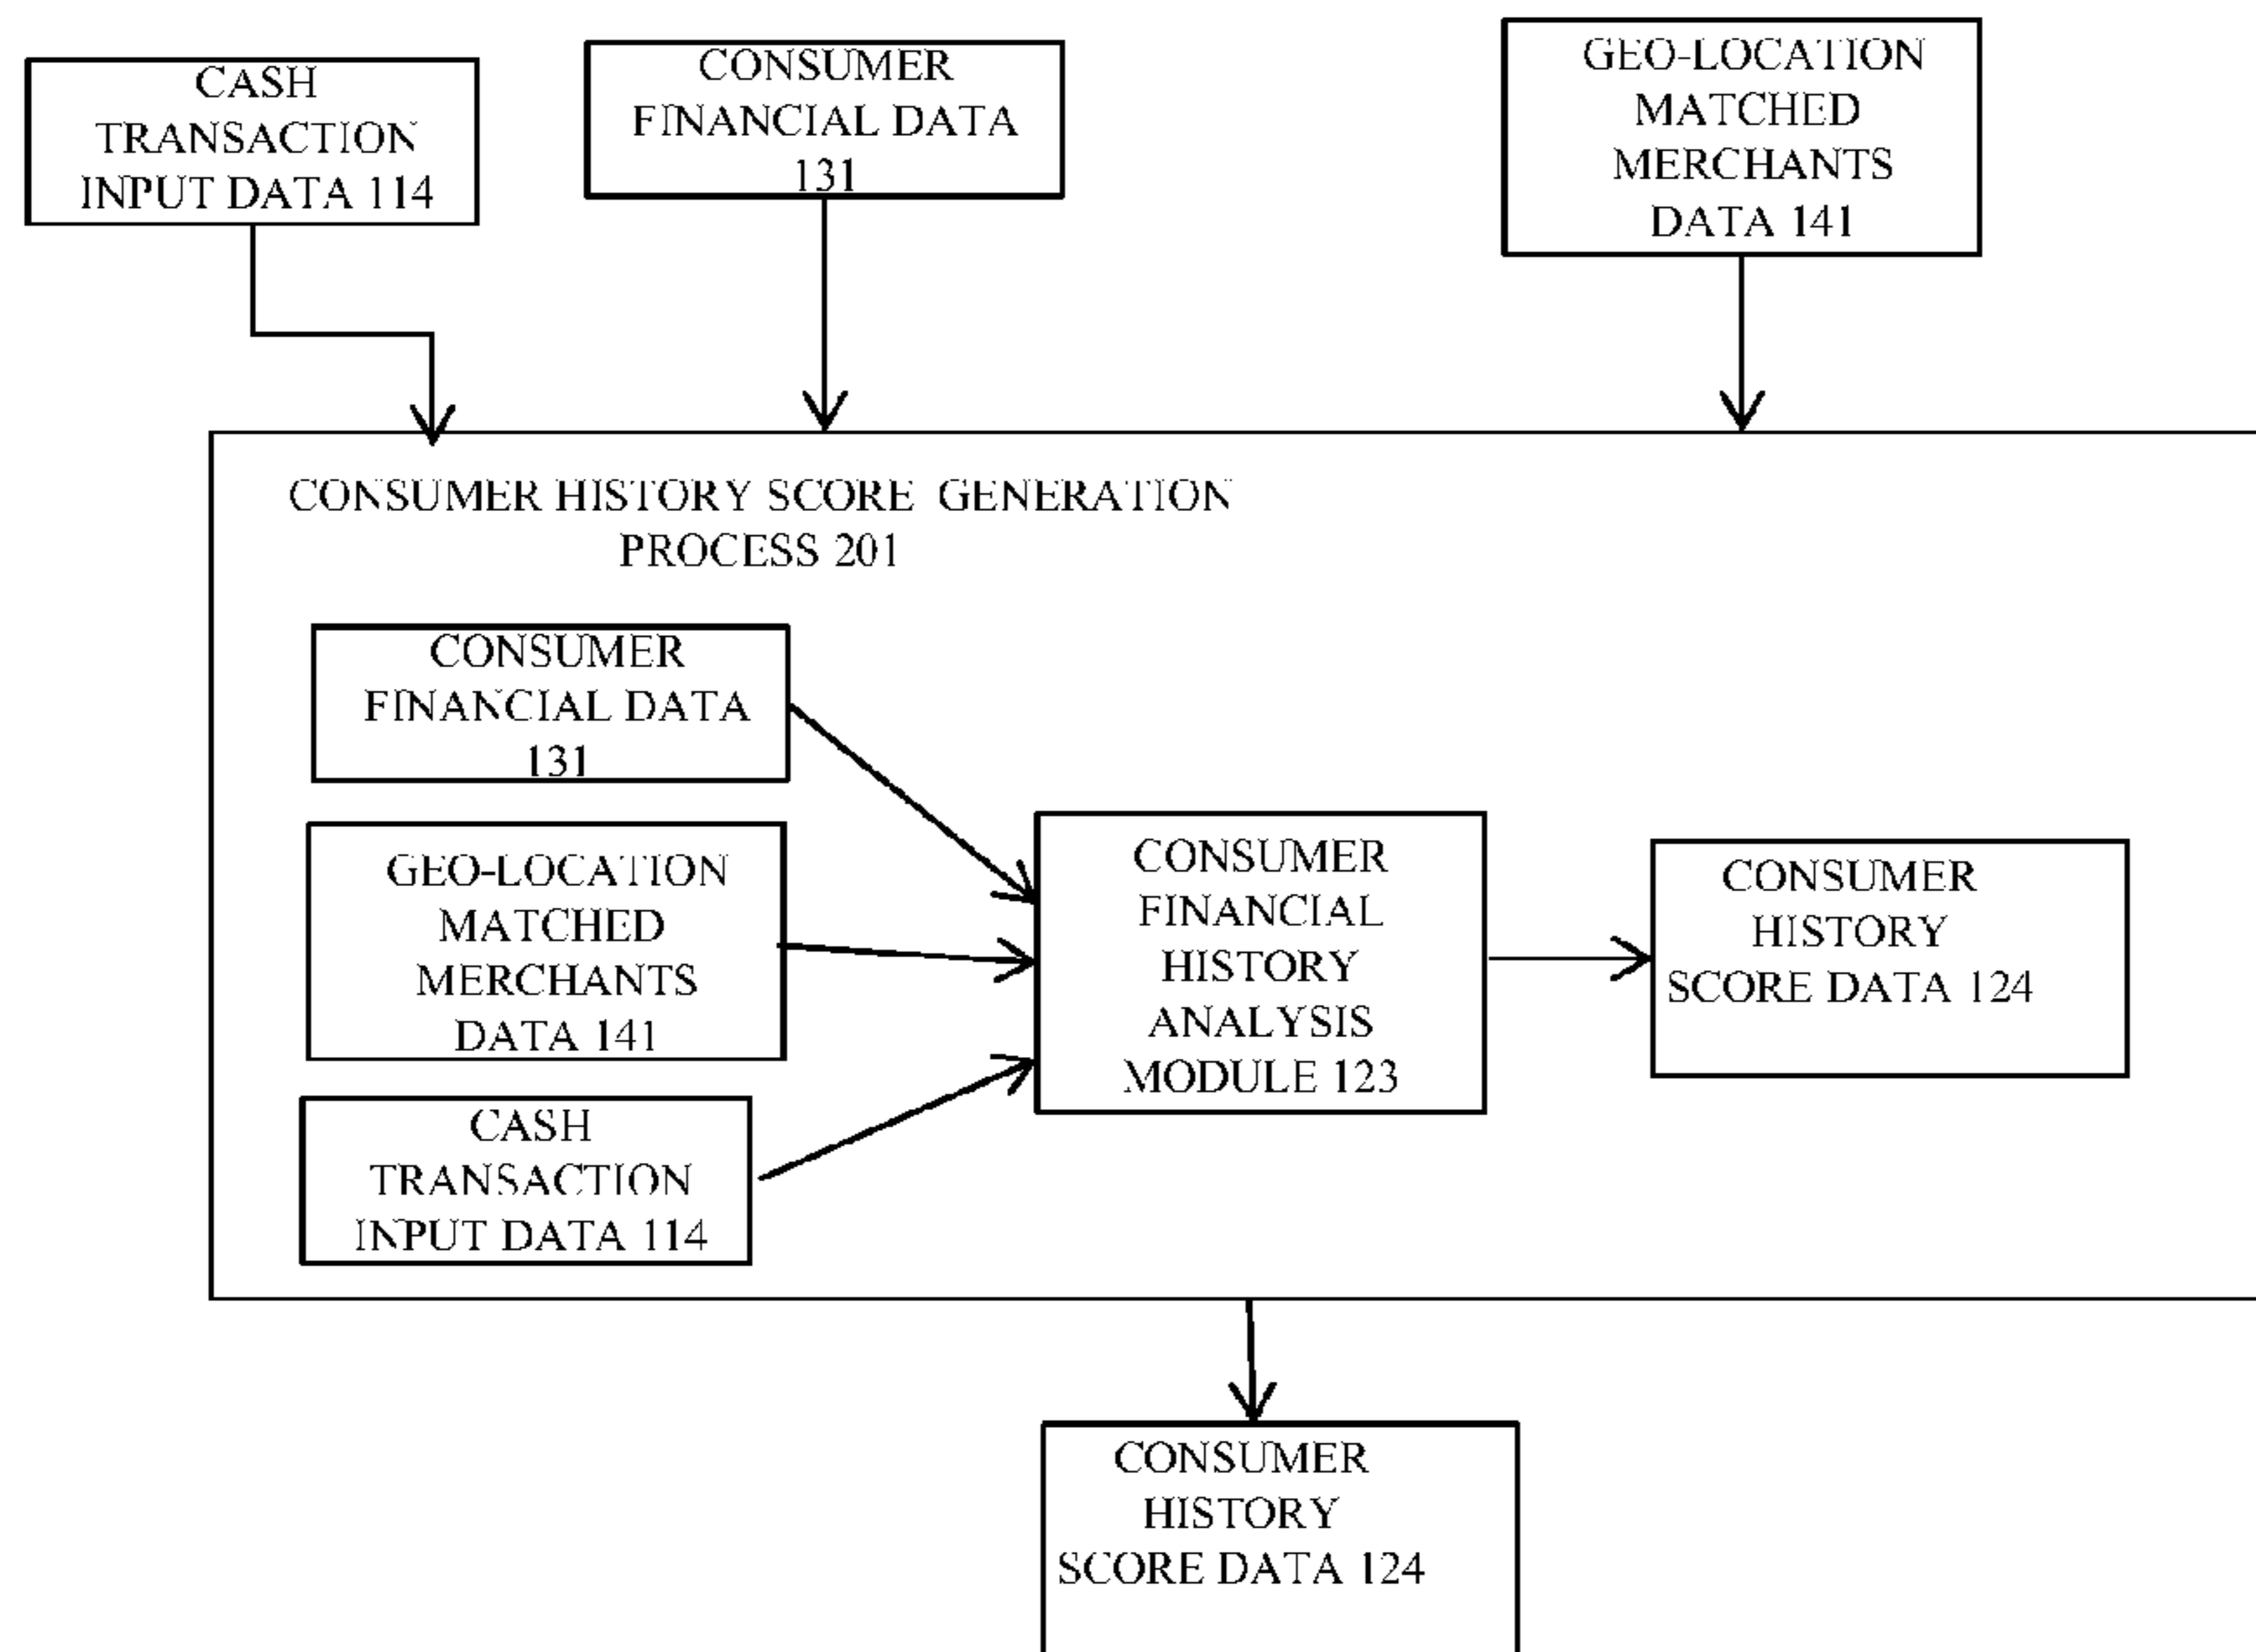 CASH
TRANSACTION
INPUT DATA 114
CONSUMER
FINANCIAL DATA
131
GEO-LOCATION
MATCHED
MERCHANTS
DATA 141
CONSUMER HISTORY SCORE GENERATION
PROCESS 201
CONSUMER
FINANCIAL DATA
131
GEO-LOCATION
MATCHED
MERCHANTS
DATA 141
CASH
TRANSACTION
INPUT DATA 114
CONSUMER
FINANCIAL
HISTORY
ANALYSIS
MODULE 123
CONSUMER
HISTORY
SCORE DATA 124
CONSUMER
HISTORY
SCORE DATA 124